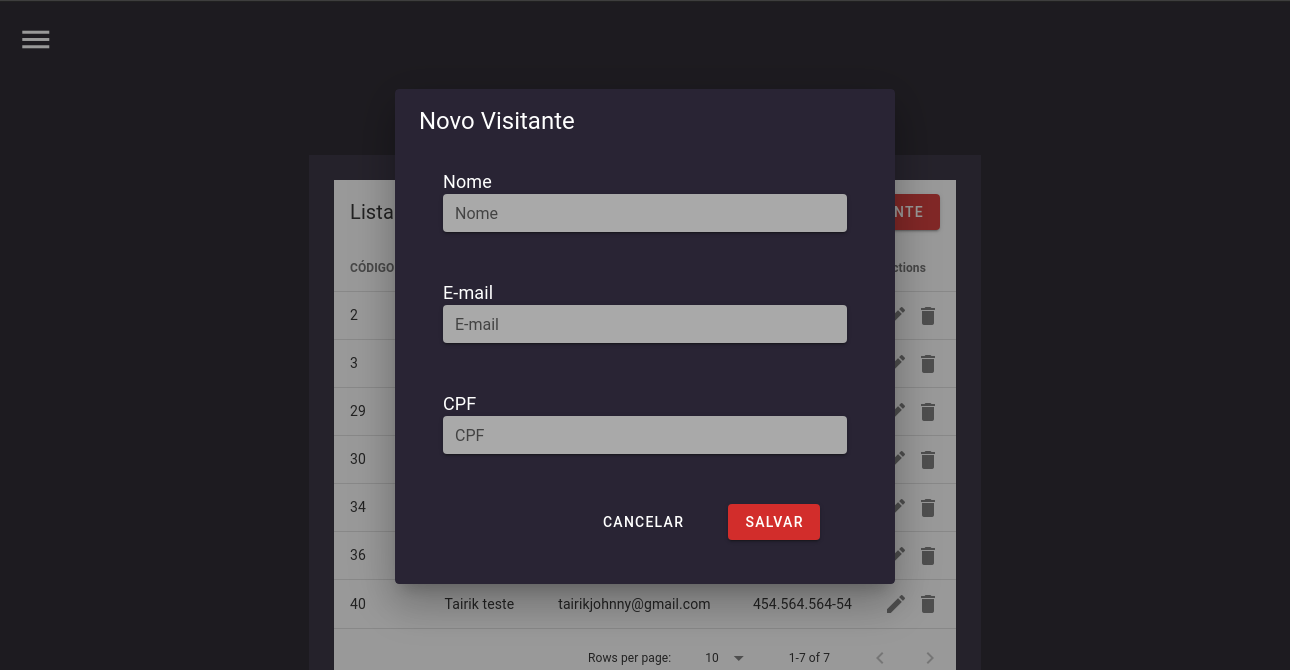 Novo Visitante
Nome
Nome
Lista
NTE
CÓDIGO
ctions
E-mail
E-mail
2
3
CPF
29
CPF
30
34
CANCELAR
SALVAR
36
40 Tairik teste tairikjohnny@gmail.com 454.564.564-54
Rows per page: 10 1-7 of 7